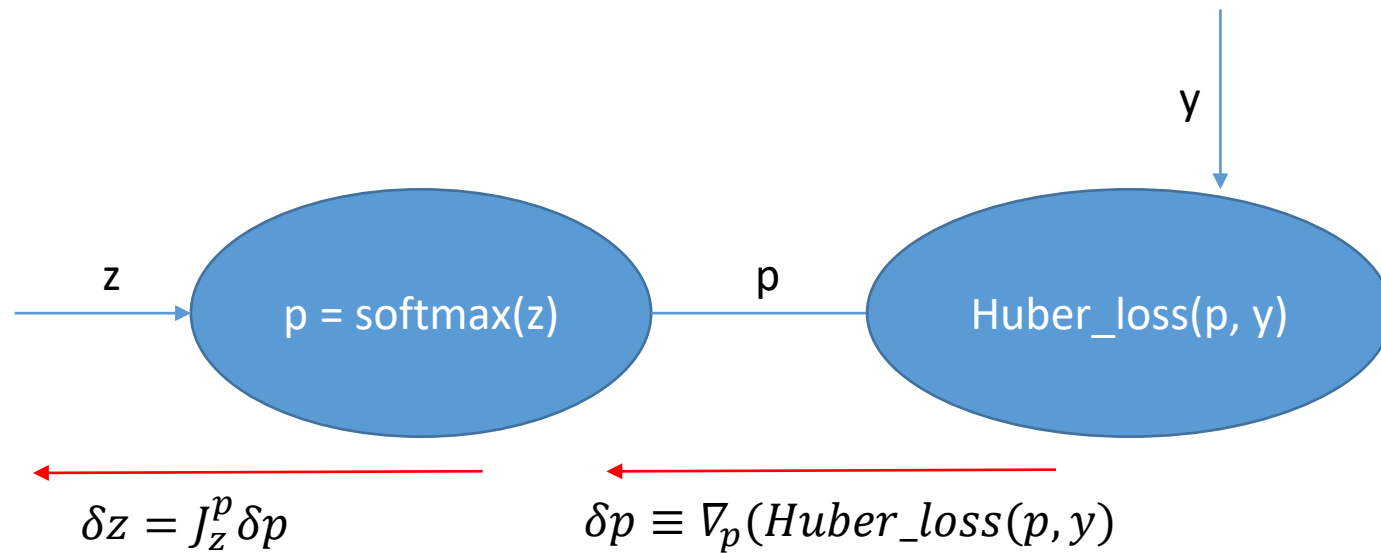 y
z
p
p = softmax(z)
Huber_loss(p, y)
𝛿𝑧 = 𝐽_𝑧^𝑝 𝛿𝑝
𝛿𝑝 ≡ 𝛻_𝑝(𝐻𝑢𝑏𝑒𝑟_𝑙𝑜𝑠𝑠(𝑝, 𝑦)